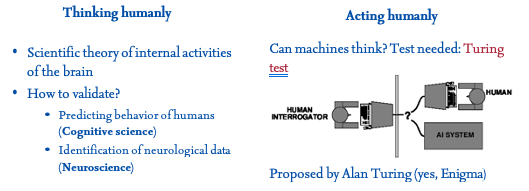 Thinking humanly
• Scientific theory of internal activities
of the brain
• How to validate?
• Predicting behavior of humans
(Cognitive science)
• Identification of neurological data
(Neuroscience)
Acting humanly
Can machines think? Test needed: Turing
test
HUMAN
INTERROGATOR
?
HUMAN
AI SYSTEM
Proposed by Alan Turing (yes, Enigma)